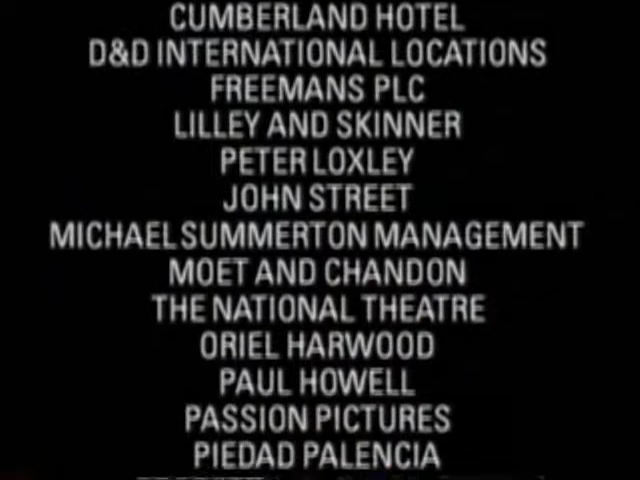 CUMBERLAND HOTEL
D&D INTERNATIONAL LOCATIONS
FREEMANS PLC
LILLEY AND SKINNER
PETER LOXLEY
JOHN STREET
MICHAEL SUMMERTON MANAGEMENT
MOET AND CHANDON
THE NATIONAL THEATRE
ORIEL HARWOOD
PAUL HOWELL
PASSION PICTURES
PIEDAD PALENCIA